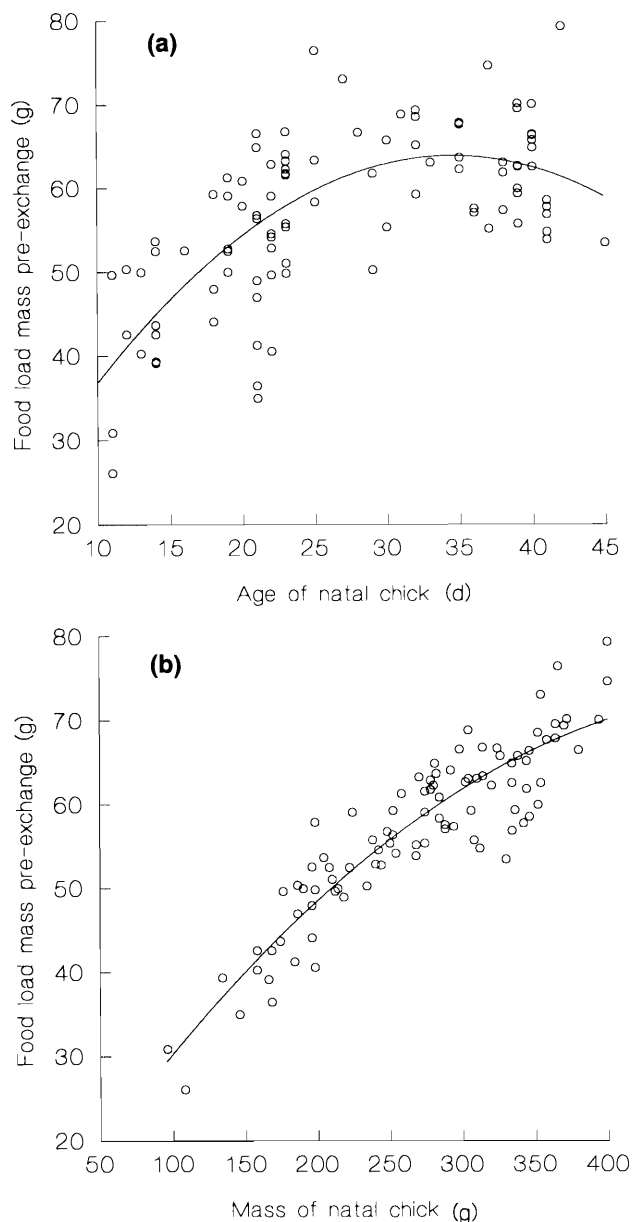 (a)
Food load mass pre-exchange (g)
80
70
60
50
40
30
20
10 15 20 25 30 35 40 45
Age of natal chick (d)
(b)
Food load mass pre-exchange (g)
80
70
60
50
40
30
20
50 100 150 200 250 300 350 400
Mass of natal chick (g)